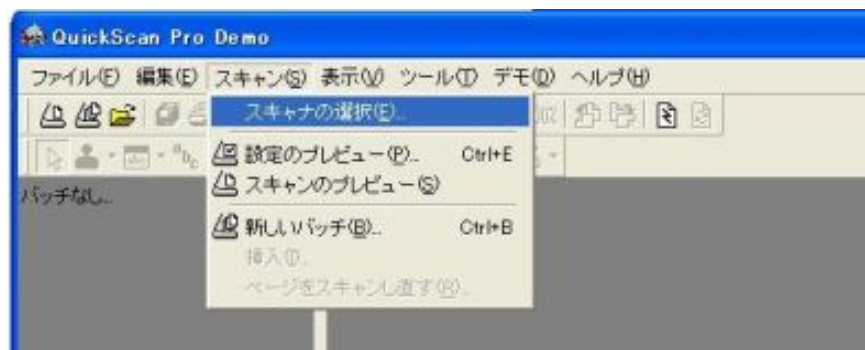 QuickScan Pro Demo
ファイル(F) 編集(E) スキャン(S) 表示(V) ツール(T) デモ(D) ヘルプ(H)
スキャナの選択(E)...
設定のプレビュー(P)... Ctrl+E
スキャンのプレビュー(S)
バッチなし...
新しいバッチ(B)... Ctrl+B
挿入(I)...
ページをスキャンし直す(R)...